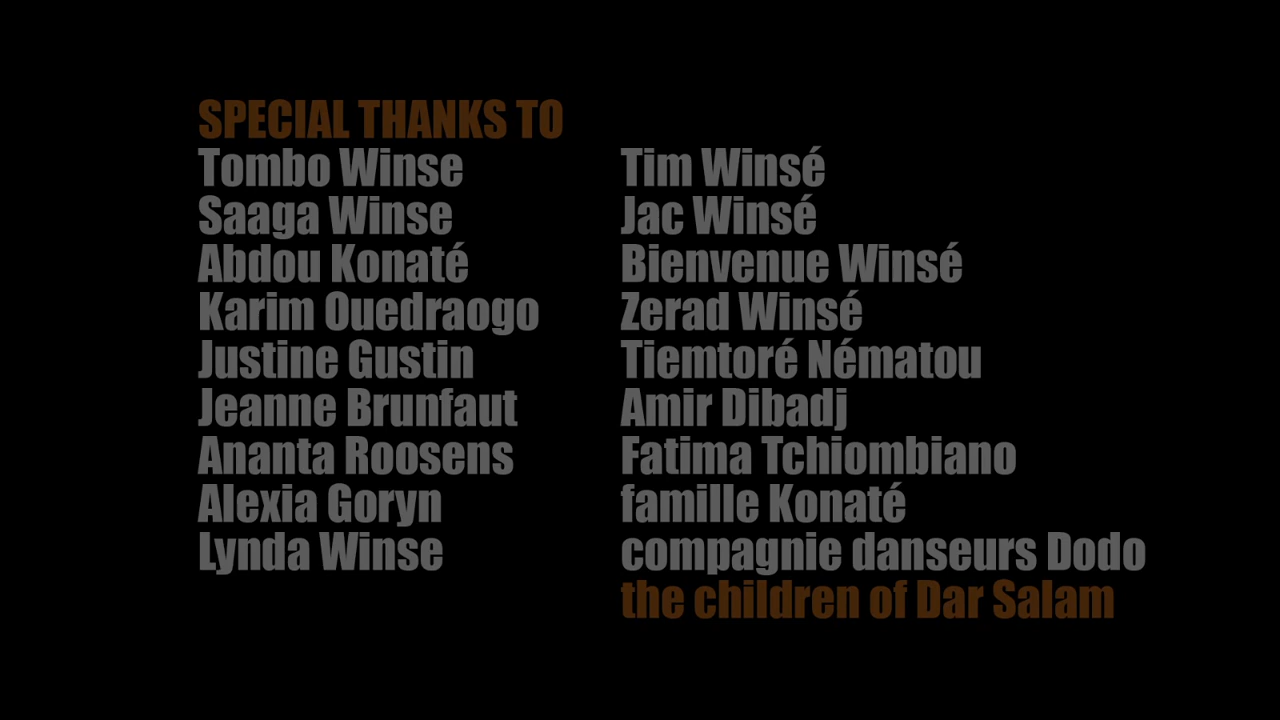 SPECIAL THANKS TO
Tombo Winse
Saaga Winse
Abdou Konaté
Karim Ouedraogo
Justine Gustin
Jeanne Brunfaut
Ananta Roosens
Alexia Goryn
Lynda Winse
Tim Winsé
Jac Winsé
Bienvenue Winsé
Zerad Winsé
Tiemtoré Nématou
Amir Dibadj
Fatima Tchiombiano
famille Konaté
compagnie danseurs Dodo
the children of Dar Salam